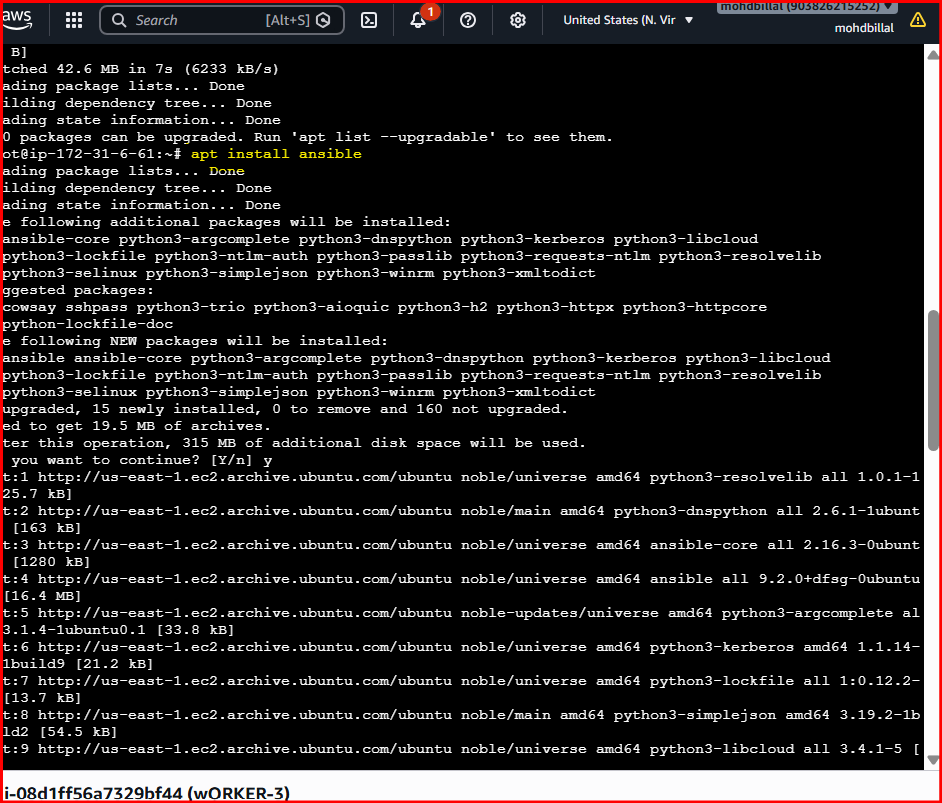 aws
Search [Alt+S]
1
United States (N. Vir
mohdbillal (903826215252)
mohdbillal
B]
tched 42.6 MB in 7s (6233 kB/s)
ading package lists... Done
ilding dependency tree... Done
ading state information... Done
0 packages can be upgraded. Run 'apt list --upgradable' to see them.
ot@ip-172-31-6-61:~# apt install ansible
ading package lists... Done
ilding dependency tree... Done
ading state information... Done
e following additional packages will be installed:
ansible-core python3-argcomplete python3-dnspython python3-kerberos python3-libcloud
python3-lockfile python3-ntlm-auth python3-passlib python3-requests-ntlm python3-resolvelib
python3-selinux python3-simplejson python3-winrm python3-xmltodict
ggested packages:
cowsay sshpass python3-trio python3-aioquic python3-h2 python3-httpx python3-httpcore
python-lockfile-doc
e following NEW packages will be installed:
ansible ansible-core python3-argcomplete python3-dnspython python3-kerberos python3-libcloud
python3-lockfile python3-ntlm-auth python3-passlib python3-requests-ntlm python3-resolvelib
python3-selinux python3-simplejson python3-winrm python3-xmltodict
upgraded, 15 newly installed, 0 to remove and 160 not upgraded.
ed to get 19.5 MB of archives.
ter this operation, 315 MB of additional disk space will be used.
you want to continue? [Y/n] y
t:1 http://us-east-1.ec2.archive.ubuntu.com/ubuntu noble/universe amd64 python3-resolvelib all 1.0.1-1
25.7 kB]
t:2 http://us-east-1.ec2.archive.ubuntu.com/ubuntu noble/main amd64 python3-dnspython all 2.6.1-1ubunt
[163 kB]
t:3 http://us-east-1.ec2.archive.ubuntu.com/ubuntu noble/universe amd64 ansible-core all 2.16.3-0ubunt
[1280 kB]
t:4 http://us-east-1.ec2.archive.ubuntu.com/ubuntu noble/universe amd64 ansible all 9.2.0+dfsg-0ubuntu
[16.4 MB]
t:5 http://us-east-1.ec2.archive.ubuntu.com/ubuntu noble-updates/universe amd64 python3-argcomplete al
3.1.4-1ubuntu0.1 [33.8 kB]
t:6 http://us-east-1.ec2.archive.ubuntu.com/ubuntu noble/universe amd64 python3-kerberos amd64 1.1.14-
1build9 [21.2 kB]
t:7 http://us-east-1.ec2.archive.ubuntu.com/ubuntu noble/universe amd64 python3-lockfile all 1:0.12.2-
[13.7 kB]
t:8 http://us-east-1.ec2.archive.ubuntu.com/ubuntu noble/main amd64 python3-simplejson amd64 3.19.2-1b
ld2 [54.5 kB]
t:9 http://us-east-1.ec2.archive.ubuntu.com/ubuntu noble/universe amd64 python3-libcloud all 3.4.1-5 [
i-08d1ff56a7329bf44 (wORKER-3)